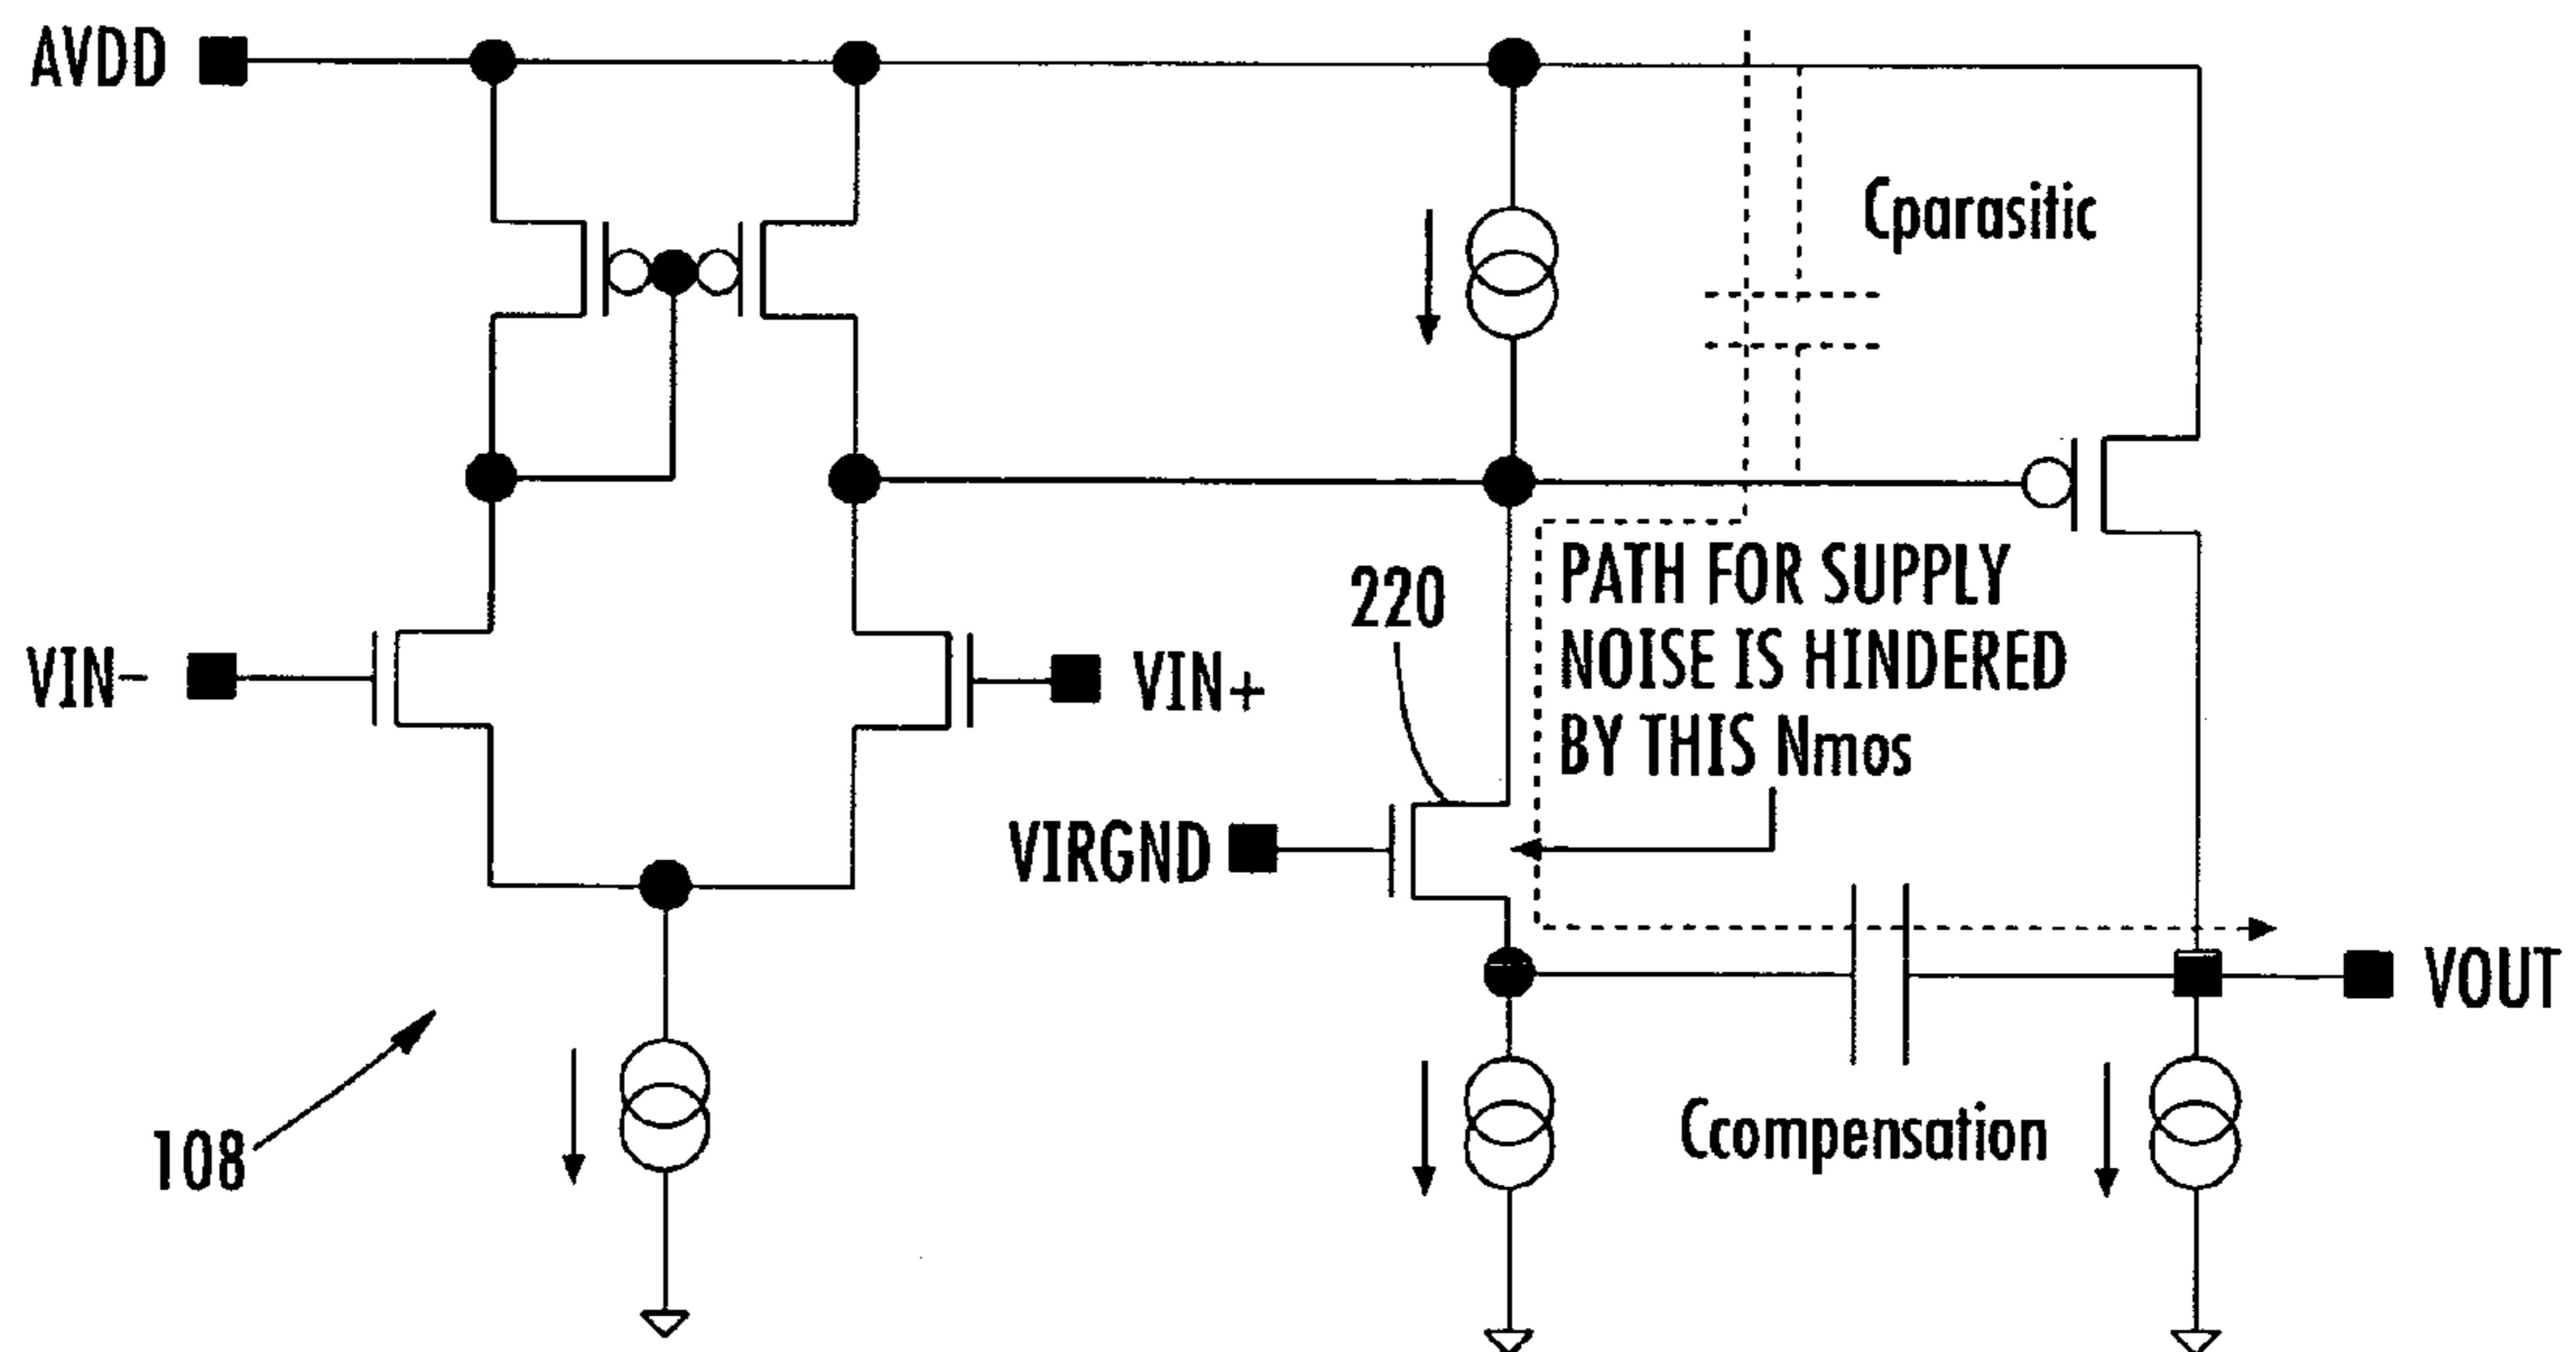 AVDD
Cparasitic
PATH FOR SUPPLY
NOISE IS HINDERED
BY THIS Nmos
220
VIN-
VIN+
VIRGND
VOUT
Ccompensation
108